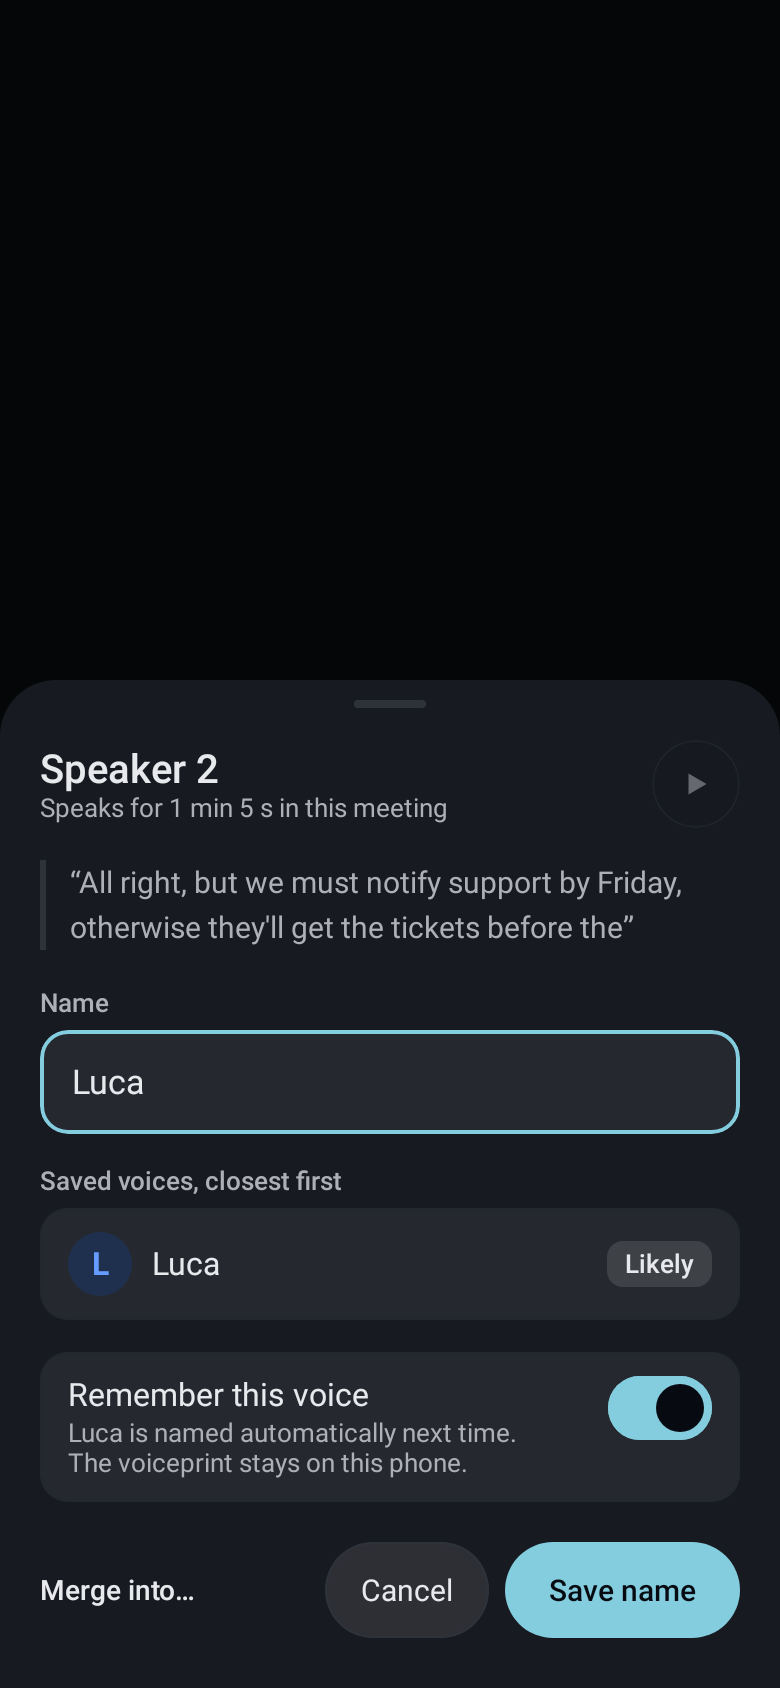 Speaker 2
Speaks for 1 min 5 s in this meeting
“All right, but we must notify support by Friday,
otherwise they'll get the tickets before the”
Name
Luca
Saved voices, closest first
L
Luca
Likely
Remember this voice
Luca is named automatically next time.
The voiceprint stays on this phone.
Merge into…
Cancel
Save name